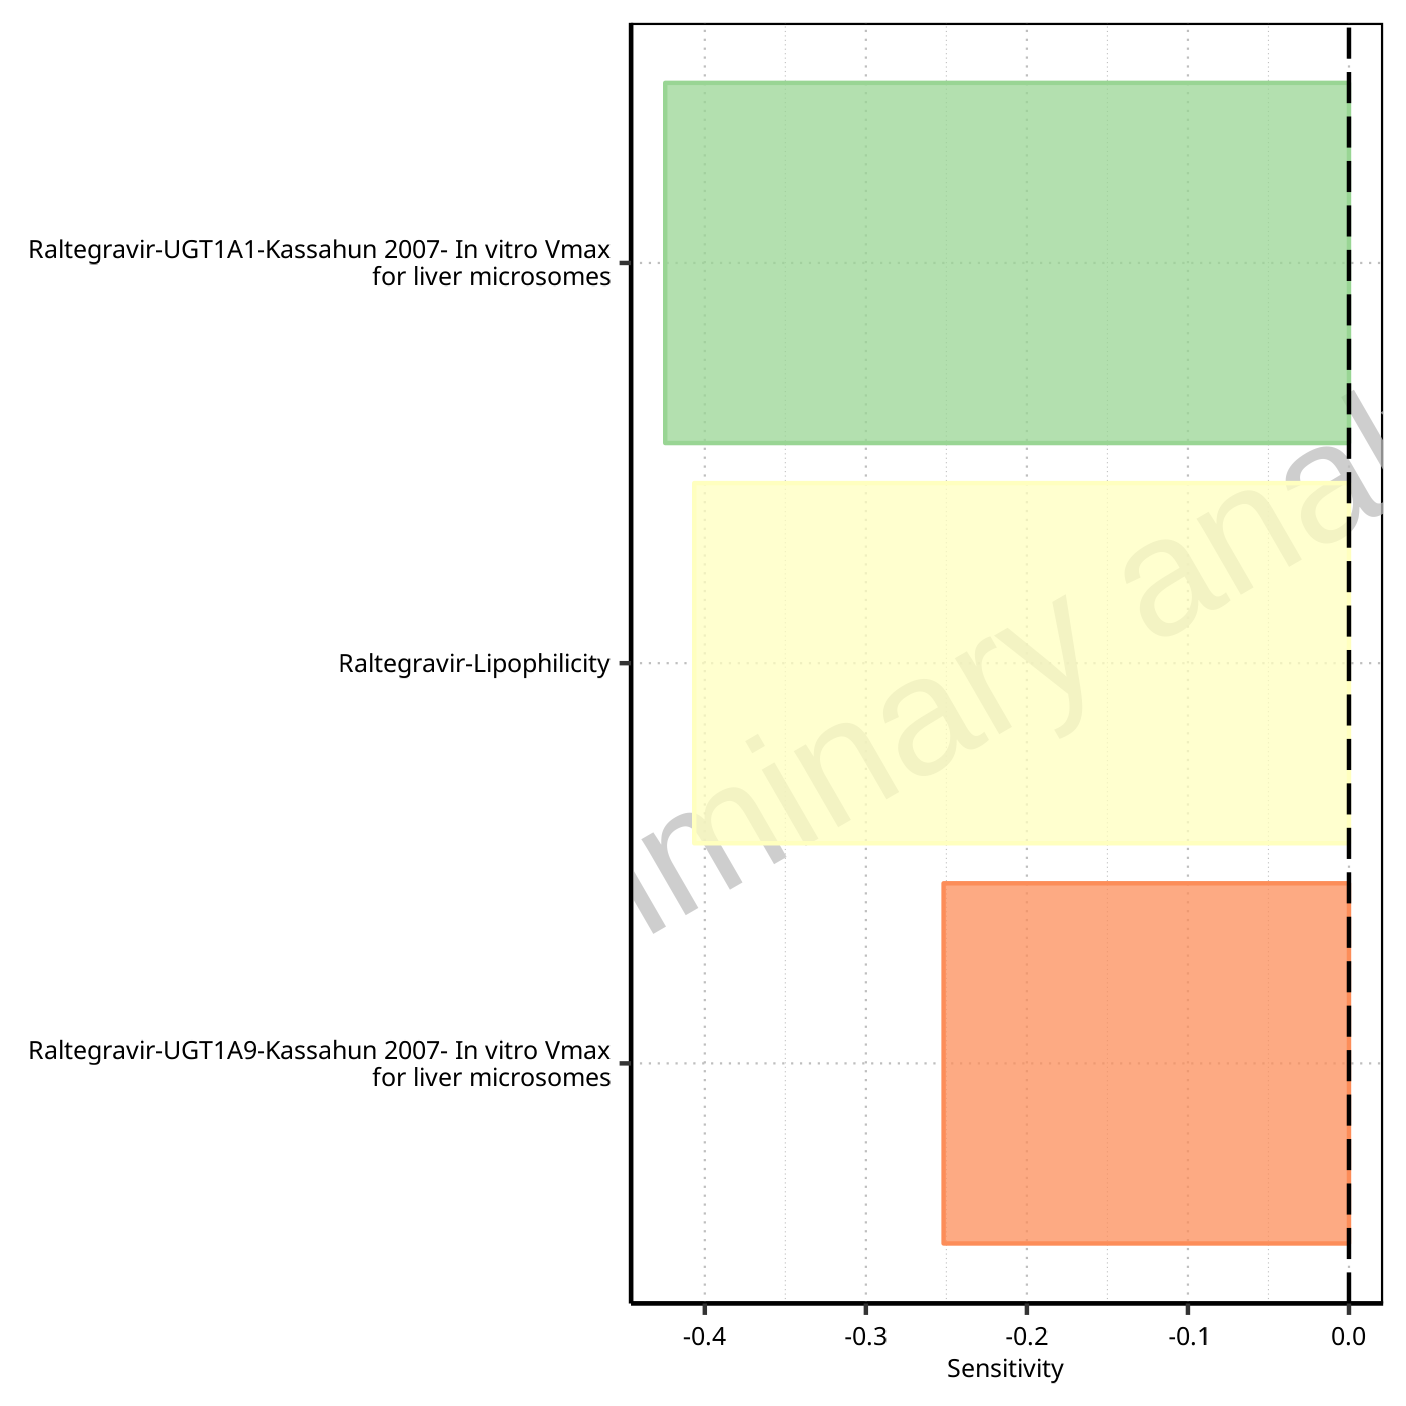 Raltegravir-UGT1A1-Kassahun 2007- In vitro Vmax
for liver microsomes
Raltegravir-Lipophilicity
Raltegravir-UGT1A9-Kassahun 2007- In vitro Vmax
for liver microsomes
-0.4 -0.3 -0.2 -0.1 0.0
Sensitivity